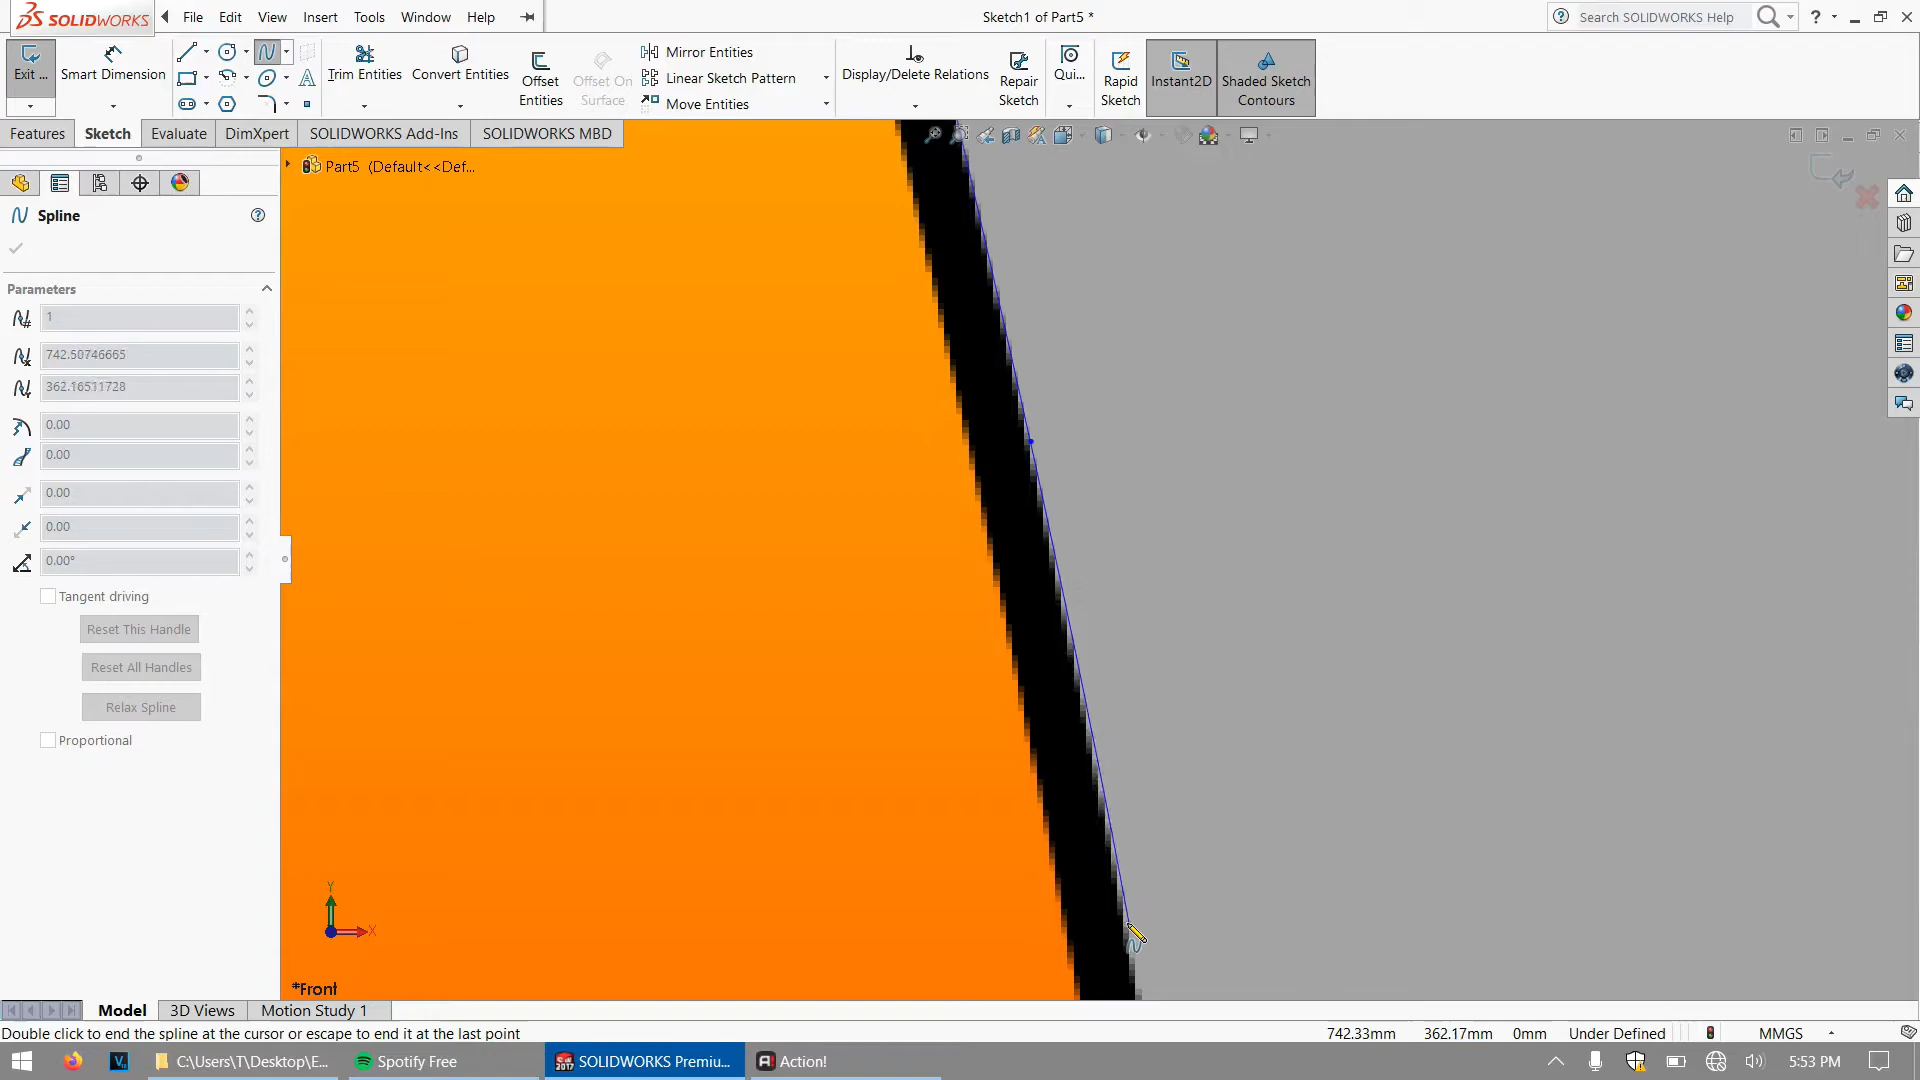 SOLIDWORKS
File
Edit
View
Insert
Tools
Window
Help
Sketch1 of Part5 *
Search SOLIDWORKS Help
Exit ...
Smart Dimension
Trim Entities
Convert Entities
Offset
Entities
Offset On
Surface
Mirror Entities
Linear Sketch Pattern
Move Entities
Display/Delete Relations
Repair
Sketch
Qui...
Rapid
Sketch
Instant2D
Shaded Sketch
Contours
Features
Sketch
Evaluate
DimXpert
SOLIDWORKS Add-Ins
SOLIDWORKS MBD
Part5 (Default<<Def...
Spline
Parameters
1
742.50746665
362.16511728
0.00
0.00
0.00
0.00
0.00°
Tangent driving
Reset This Handle
Reset All Handles
Relax Spline
Proportional
Y
X
*Front
Model
3D Views
Motion Study 1
Double click to end the spline at the cursor or escape to end it at the last point
742.33mm
362.17mm
0mm
Under Defined
MMGS
C:\Users\T\Desktop\E...
Spotify Free
SOLIDWORKS Premiu...
Action!
5:53 PM